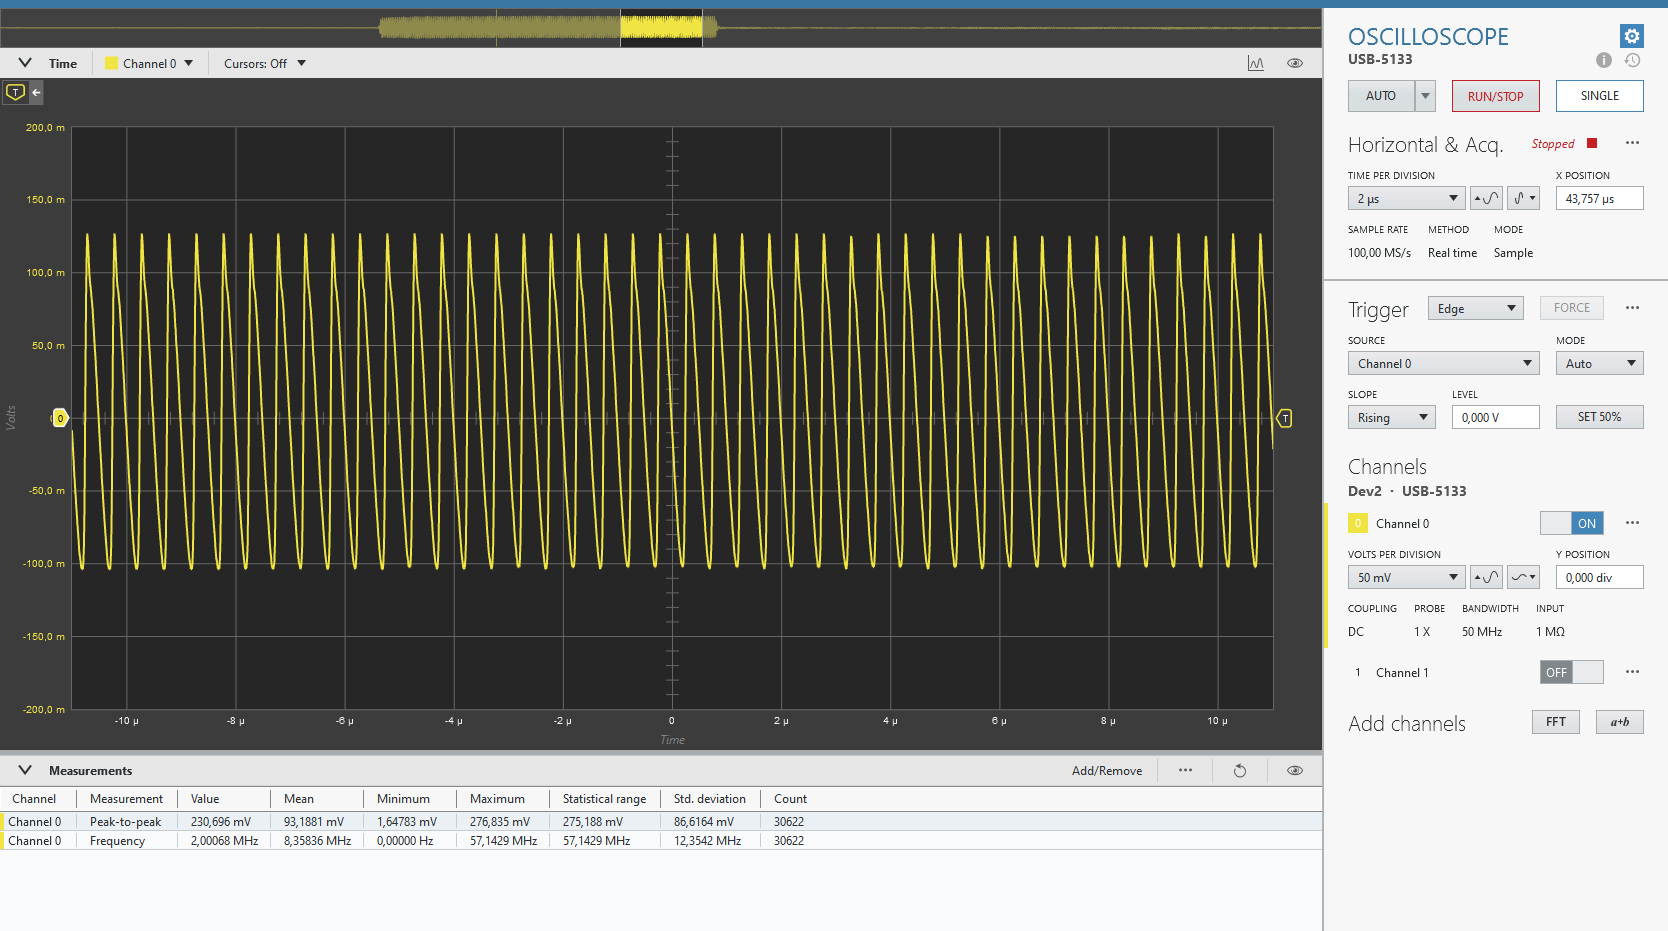 Time
Channel 0
Cursors: Off
T
200,0 m
150,0 m
100,0 m
50,0 m
0
-50,0 m
-100,0 m
-150,0 m
-200,0 m
Volts
T
-10 µ
-8 µ
-6 µ
-4 µ
-2 µ
0
2 µ
4 µ
6 µ
8 µ
10 µ
Time
Measurements
Add/Remove
Channel Measurement Value Mean Minimum Maximum Statistical range Std. deviation Count
Channel 0 Peak-to-peak 230,696 mV 93,1881 mV 1,64783 mV 276,835 mV 275,188 mV 86,6164 mV 30622
Channel 0 Frequency 2,00068 MHz 8,35836 MHz 0,00000 Hz 57,1429 MHz 57,1429 MHz 12,3542 MHz 30622
OSCILLOSCOPE
USB-5133
AUTO
RUN/STOP
SINGLE
Horizontal & Acq.
Stopped
TIME PER DIVISION
X POSITION
2 µs
43,757 µs
SAMPLE RATE METHOD MODE
100,00 MS/s Real time Sample
Trigger
Edge
FORCE
SOURCE
MODE
Channel 0
Auto
SLOPE
LEVEL
Rising
0,000 V
SET 50%
Channels
Dev2 · USB-5133
0 Channel 0
ON
VOLTS PER DIVISION
Y POSITION
50 mV
0,000 div
COUPLING PROBE BANDWIDTH INPUT
DC 1 X 50 MHz 1 MΩ
1 Channel 1
OFF
Add channels
FFT
a+b